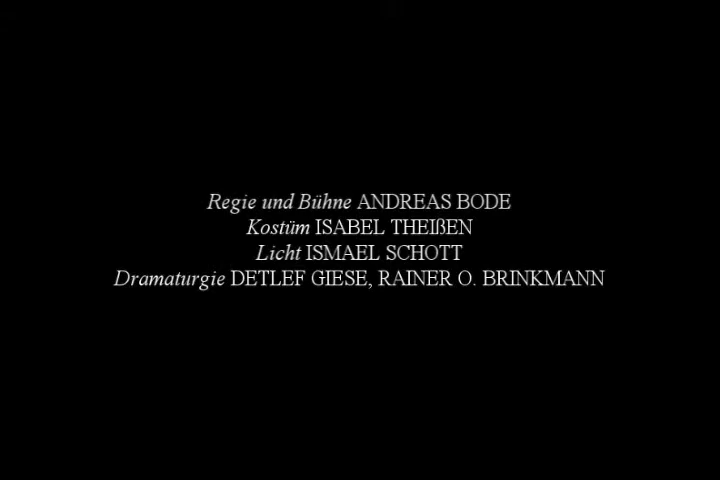 Regie und Bühne ANDREAS BODE
Kostüm ISABEL THEIßEN
Licht ISMAEL SCHOTT
Dramaturgie DETLEF GIESE, RAINER O. BRINKMANN